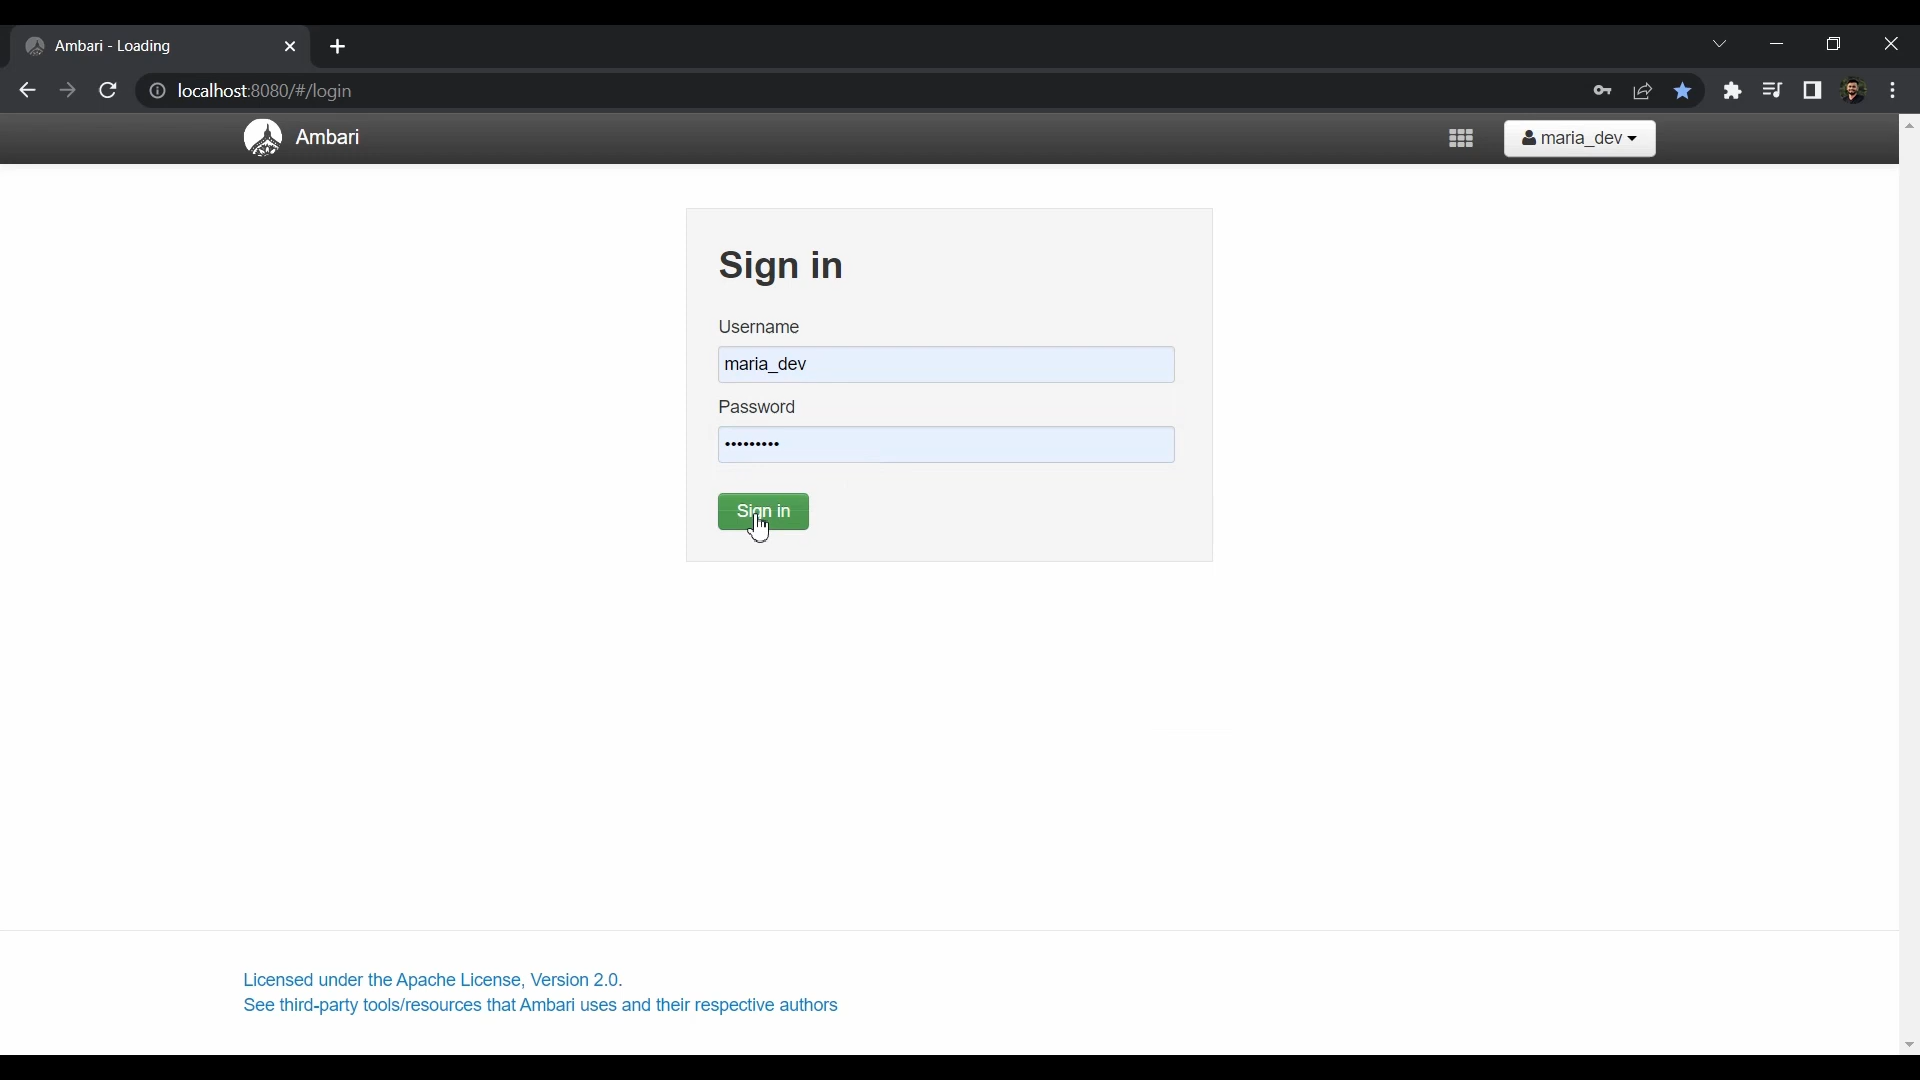 Ambari - Loading
localhost:8080/#/login
Ambari
maria_dev
Sign in
Username
maria_dev
Password
•••••••••
Sign in
Licensed under the Apache License, Version 2.0.
See third-party tools/resources that Ambari uses and their respective authors